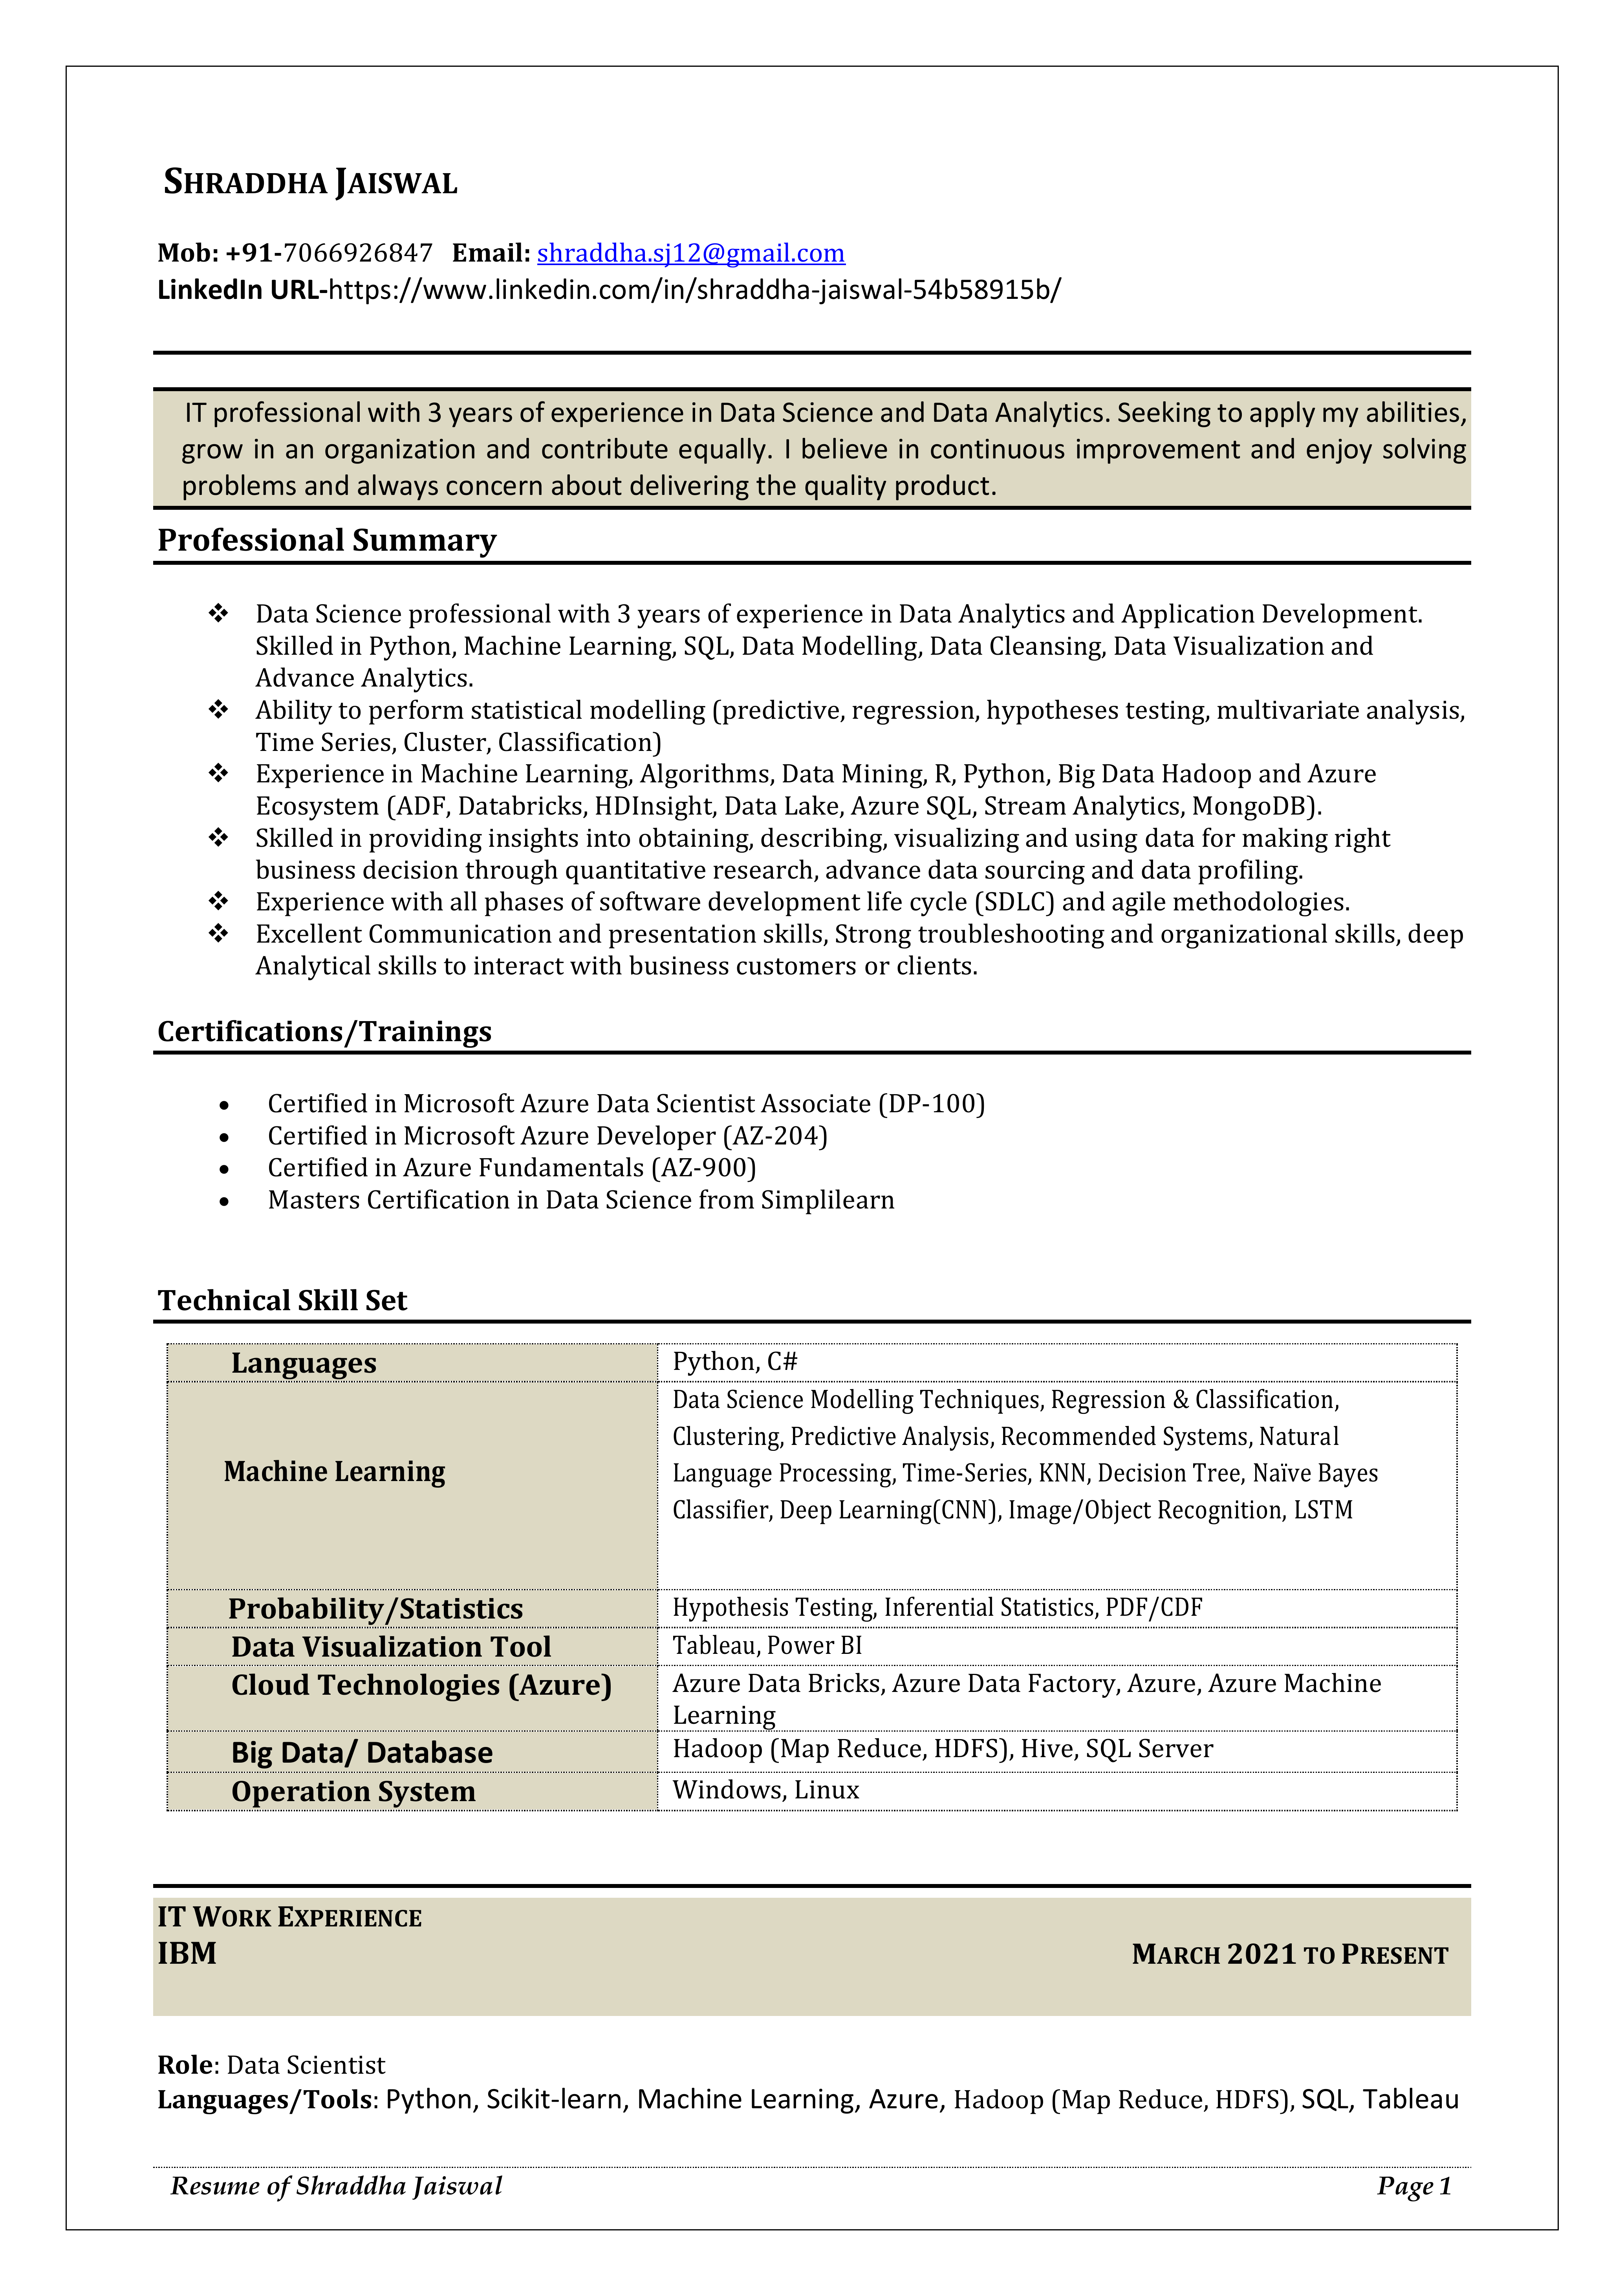 SHRADDHA JAISWAL
Mob: +91-7066926847 Email: shraddha.sj12@gmail.com
LinkedIn URL-https://www.linkedin.com/in/shraddha-jaiswal-54b58915b/
IT professional with 3 years of experience in Data Science and Data Analytics. Seeking to apply my abilities,
grow in an organization and contribute equally. I believe in continuous improvement and enjoy solving
problems and always concern about delivering the quality product.
Professional Summary
❖ Data Science professional with 3 years of experience in Data Analytics and Application Development.
Skilled in Python, Machine Learning, SQL, Data Modelling, Data Cleansing, Data Visualization and
Advance Analytics.
❖ Ability to perform statistical modelling (predictive, regression, hypotheses testing, multivariate analysis,
Time Series, Cluster, Classification)
❖ Experience in Machine Learning, Algorithms, Data Mining, R, Python, Big Data Hadoop and Azure
Ecosystem (ADF, Databricks, HDInsight, Data Lake, Azure SQL, Stream Analytics, MongoDB).
❖ Skilled in providing insights into obtaining, describing, visualizing and using data for making right
business decision through quantitative research, advance data sourcing and data profiling.
❖ Experience with all phases of software development life cycle (SDLC) and agile methodologies.
❖ Excellent Communication and presentation skills, Strong troubleshooting and organizational skills, deep
Analytical skills to interact with business customers or clients.
Certifications/Trainings
• Certified in Microsoft Azure Data Scientist Associate (DP-100)
• Certified in Microsoft Azure Developer (AZ-204)
• Certified in Azure Fundamentals (AZ-900)
• Masters Certification in Data Science from Simplilearn
Technical Skill Set
Languages Python, C#
Machine Learning
Data Science Modelling Techniques, Regression & Classification,
Clustering, Predictive Analysis, Recommended Systems, Natural
Language Processing, Time-Series, KNN, Decision Tree, Naïve Bayes
Classifier, Deep Learning(CNN), Image/Object Recognition, LSTM
Probability/Statistics Hypothesis Testing, Inferential Statistics, PDF/CDF
Data Visualization Tool Tableau, Power BI
Cloud Technologies (Azure) Azure Data Bricks, Azure Data Factory, Azure, Azure Machine
Learning
Big Data/ Database Hadoop (Map Reduce, HDFS), Hive, SQL Server
Operation System Windows, Linux
IT WORK EXPERIENCE
IBM MARCH 2021 TO PRESENT
Role: Data Scientist
Languages/Tools: Python, Scikit-learn, Machine Learning, Azure, Hadoop (Map Reduce, HDFS), SQL, Tableau
Resume of Shraddha Jaiswal Page 1